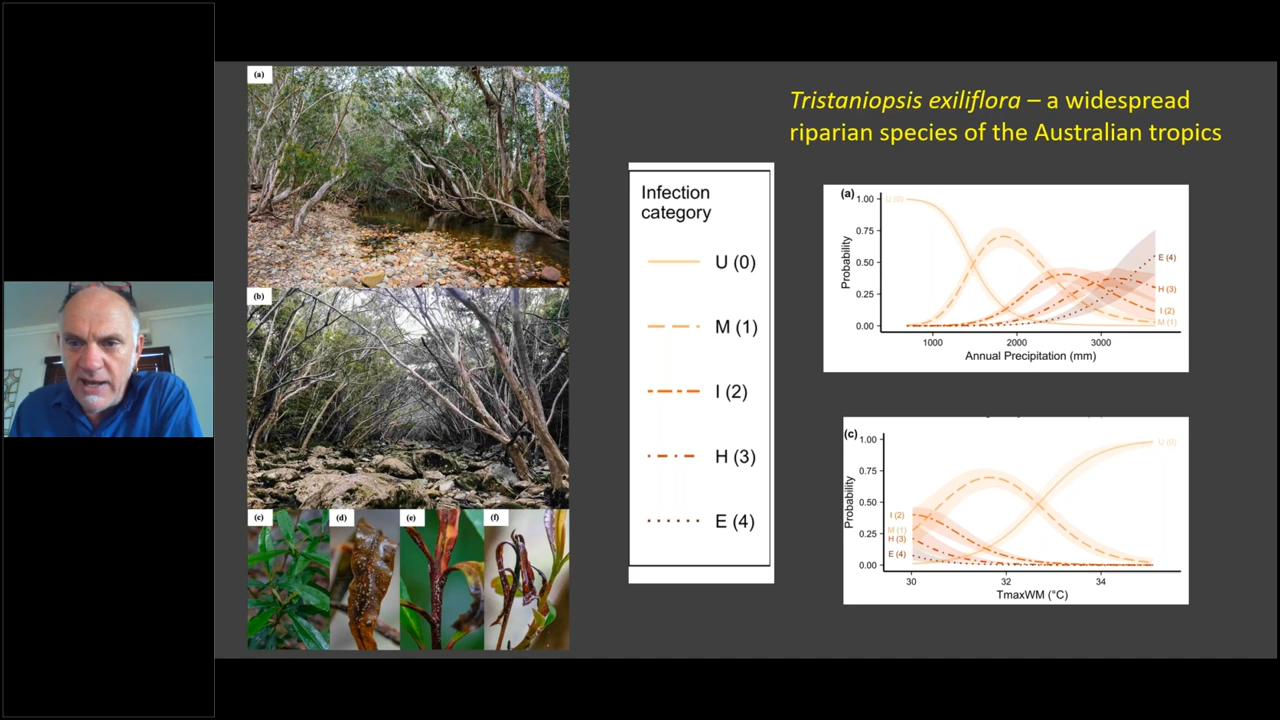 (a)
(b)
(c)
(d)
(e)
(f)
Tristaniopsis exiliflora – a widespread
riparian species of the Australian tropics
Infection
category
U (0)
M (1)
I (2)
H (3)
E (4)
(a)
Probability
1.00
0.75
0.50
0.25
0.00
U (0)
E (4)
H (3)
I (2)
M (1)
1000
2000
3000
Annual Precipitation (mm)
(c)
Probability
1.00
0.75
0.50
0.25
0.00
U (0)
I (2)
M (1)
H (3)
E (4)
30
32
34
TmaxWM (°C)